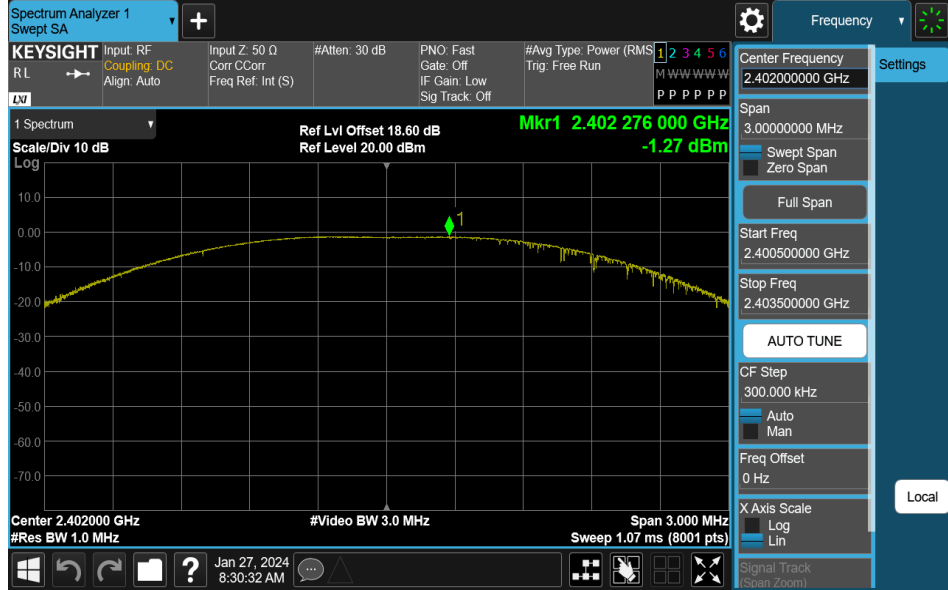 Spectrum Analyzer 1
Swept SA
+
Frequency
KEYSIGHT
RL
LXI
Input: RF
Coupling: DC
Align: Auto
Input Z: 50 Ω
Corr CCorr
Freq Ref: Int (S)
#Atten: 30 dB
PNO: Fast
Gate: Off
IF Gain: Low
Sig Track: Off
#Avg Type: Power (RMS
Trig: Free Run
1 2 3 4 5 6
M W W W W W
P P P P P P
1 Spectrum
Scale/Div 10 dB
Log
Ref Lvl Offset 18.60 dB
Ref Level 20.00 dBm
Mkr1 2.402 276 000 GHz
-1.27 dBm
1
10.0
0.00
-10.0
-20.0
-30.0
-40.0
-50.0
-60.0
-70.0
Center 2.402000 GHz
#Video BW 3.0 MHz
Span 3.000 MHz
#Res BW 1.0 MHz
Sweep 1.07 ms (8001 pts)
?
Jan 27, 2024
8:30:32 AM
Center Frequency
2.402000000 GHz
Span
3.00000000 MHz
Swept Span
Zero Span
Full Span
Start Freq
2.400500000 GHz
Stop Freq
2.403500000 GHz
AUTO TUNE
CF Step
300.000 kHz
Auto
Man
Freq Offset
0 Hz
X Axis Scale
Log
Lin
Signal Track
(Span Zoom)
Settings
Local